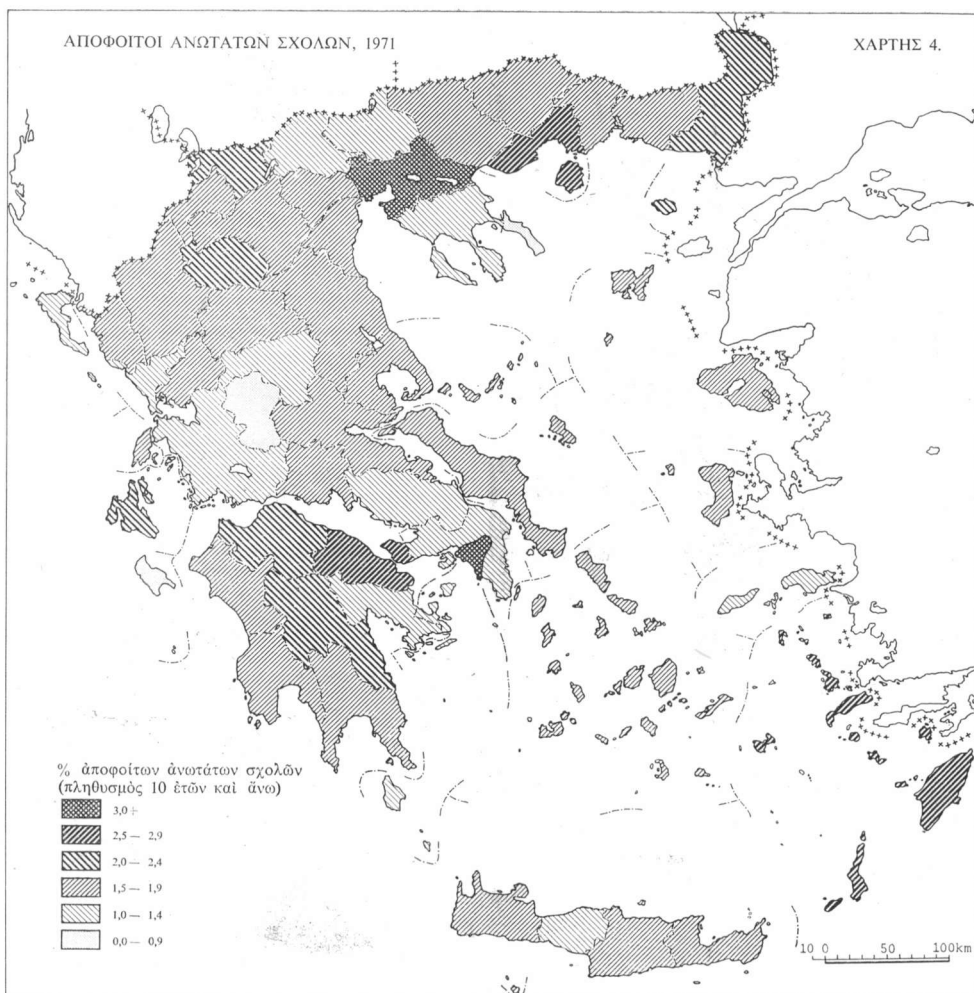 ΑΠΟΦΟΙΤΟΙ ΑΝΩΤΑΤΩΝ ΣΧΟΛΩΝ, 1971
ΧΑΡΤΗΣ 4.
% ἀποφοίτων ἀνωτάτων σχολῶν
(πληθυσμὸς 10 ἐτῶν καὶ ἄνω)
3,0+
2,5 — 2,9
2,0 — 2,4
1,5 — 1,9
1,0 — 1,4
0,0 — 0,9
10 0 50 100km